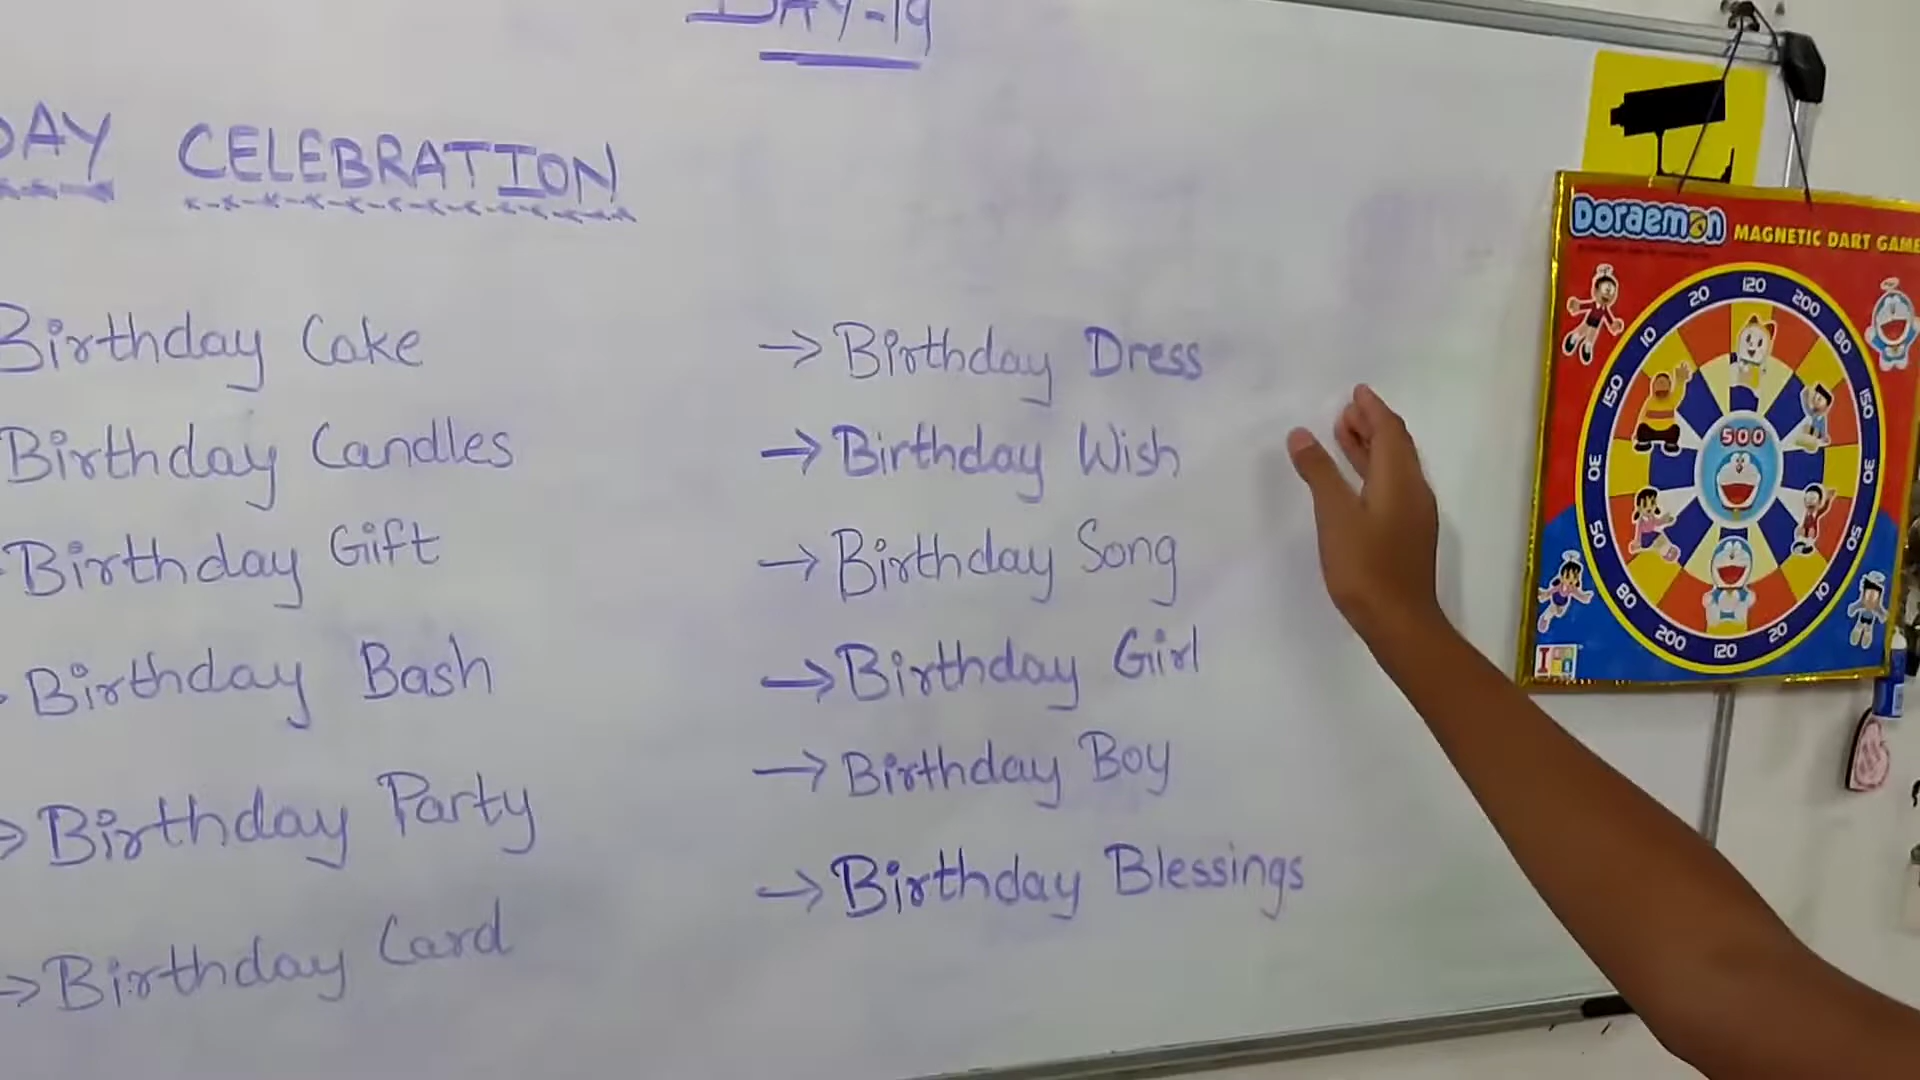 DAY-19
DAY CELEBRATION
Birthday Cake
Birthday Candles
Birthday Gift
Birthday Bash
→ Birthday Party
→ Birthday Card
→ Birthday Dress
→ Birthday Wish
→ Birthday Song
→ Birthday Girl
→ Birthday Boy
→ Birthday Blessings
DORAEMON MAGNETIC DART GAME
20 120 200 80 150 30 50 10 20 120 200 80 50 30 150 10
500